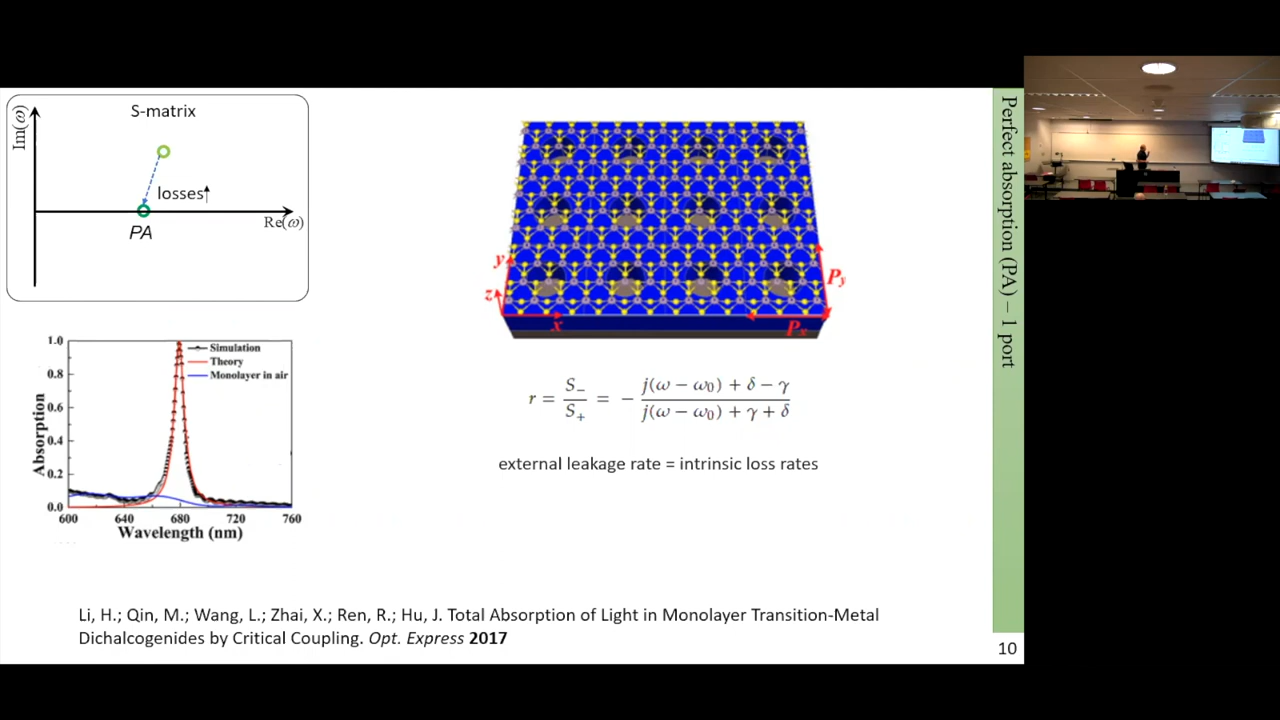 S-matrix
Im(ω)
losses↑
Re(ω)
PA
1.0
0.8
0.6
0.4
0.2
0.0
Absorption
Simulation
Theory
Monolayer in air
600
640
680
720
760
Wavelength (nm)
y
z
x
Px
Py
r = S₋/S₊ = − (j(ω − ω₀) + δ − γ)/(j(ω − ω₀) + γ + δ)
external leakage rate = intrinsic loss rates
Li, H.; Qin, M.; Wang, L.; Zhai, X.; Ren, R.; Hu, J. Total Absorption of Light in Monolayer Transition-Metal
Dichalcogenides by Critical Coupling. Opt. Express 2017
Perfect absorption (PA) – 1 port
10